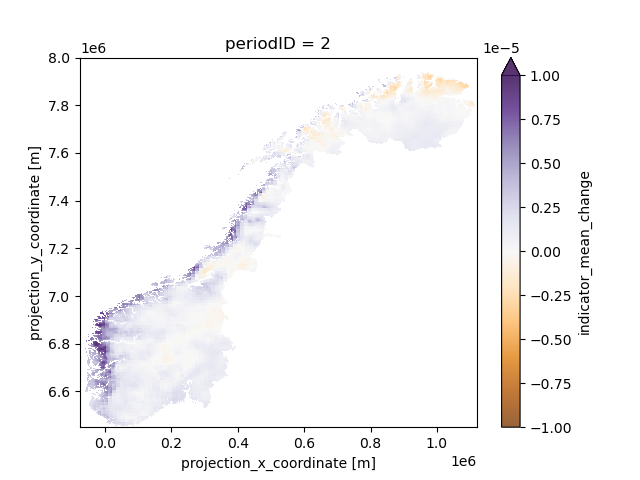 periodID = 2
1e6
8.0
7.8
7.6
7.4
7.2
7.0
6.8
6.6
projection_y_coordinate [m]
0.0 0.2 0.4 0.6 0.8 1.0
1e6
projection_x_coordinate [m]
1e−5
1.00
0.75
0.50
0.25
0.00
−0.25
−0.50
−0.75
−1.00
indicator_mean_change